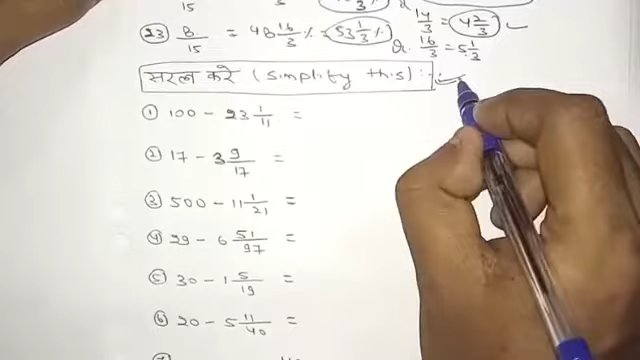 15
14/3 = 4 2/3
(23) 8/15 = 48 16/3 % = 53 1/3 %
16/3 = 5 1/3
सरल करे (Simplify this) :-
(1) 100 - 23 1/11 =
(2) 17 - 3 9/17 =
(3) 500 - 11 1/21 =
(4) 99 - 6 51/97 =
(5) 30 - 1 5/19 =
(6) 20 - 5 11/40 =